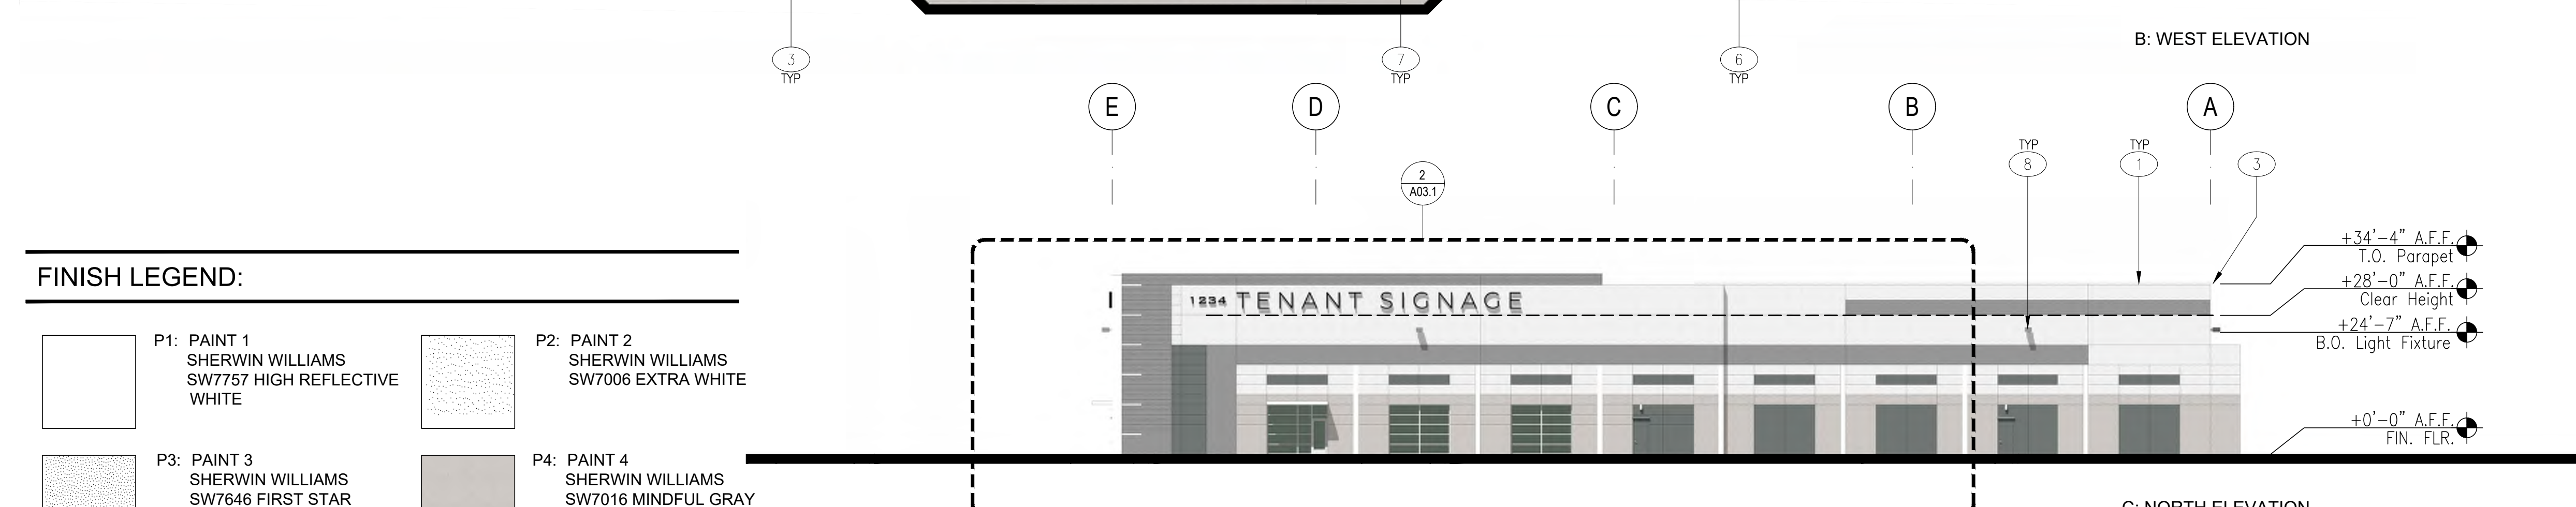 B: WEST ELEVATION
3
TYP
7
TYP
6
TYP
E
D
C
B
A
TYP
8
TYP
1
3
2
A03.1
+34'-4" A.F.F.
T.O. Parapet
+28'-0" A.F.F.
Clear Height
+24'-7" A.F.F.
B.O. Light Fixture
+0'-0" A.F.F.
FIN. FLR.
1234 TENANT SIGNAGE
FINISH LEGEND:
P1: PAINT 1
SHERWIN WILLIAMS
SW7757 HIGH REFLECTIVE
WHITE
P2: PAINT 2
SHERWIN WILLIAMS
SW7006 EXTRA WHITE
P3: PAINT 3
SHERWIN WILLIAMS
SW7646 FIRST STAR
P4: PAINT 4
SHERWIN WILLIAMS
SW7016 MINDFUL GRAY
C: NORTH ELEVATION